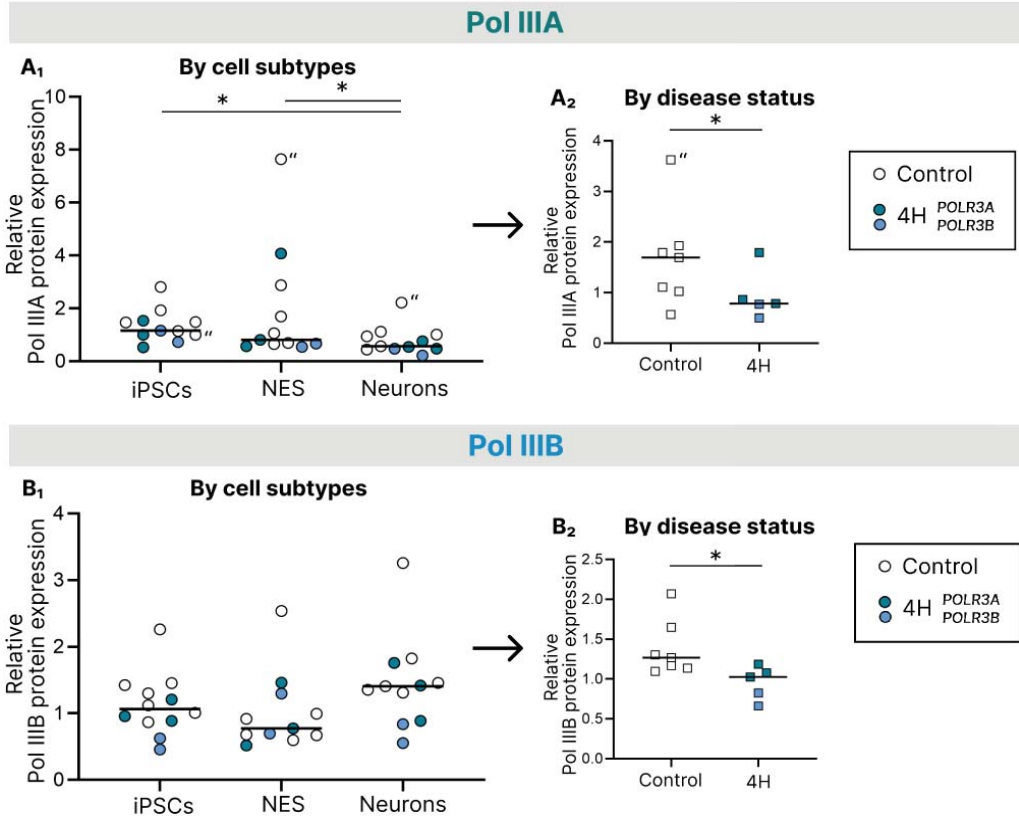 Pol IIIA
A₁
By cell subtypes
*
*
Relative
Pol IIIA protein expression
10
8
6
4
2
0
“
“
“
iPSCs
NES
Neurons
A₂
By disease status
*
Relative
Pol IIIA protein expression
4
3
2
1
0
“
Control
4H
Control
4H POLR3A
POLR3B
Pol IIIB
B₁
By cell subtypes
Relative
Pol IIIB protein expression
4
3
2
1
0
iPSCs
NES
Neurons
B₂
By disease status
*
Relative
Pol IIIB protein expression
2.5
2.0
1.5
1.0
0.5
0.0
Control
4H
Control
4H POLR3A
POLR3B